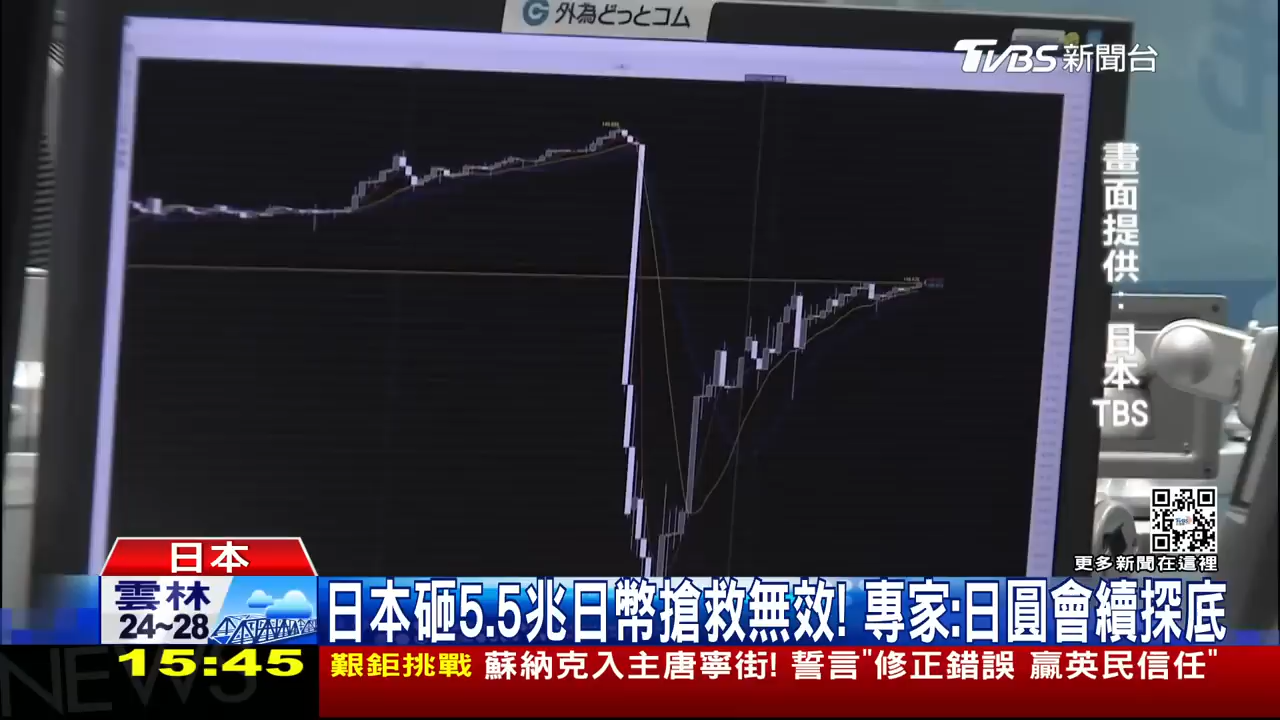 外為どっとコム
TVBS新聞台
畫面提供：日本TBS
更多新聞在這裡
日本
雲林
24~28
日本砸5.5兆日幣搶救無效! 專家:日圓會續探底
15:45
艱鉅挑戰 蘇納克入主唐寧街! 誓言"修正錯誤 贏英民信任"
NEWS